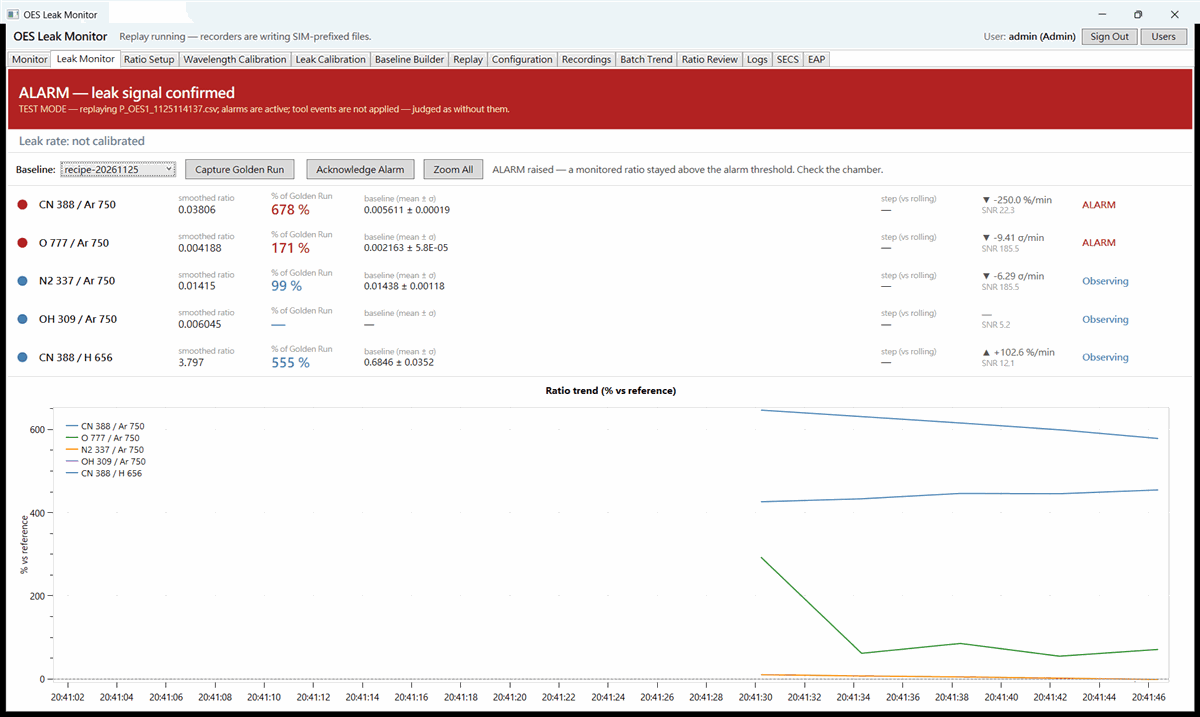 OES Leak Monitor
OES Leak Monitor Replay running — recorders are writing SIM-prefixed files. User: admin (Admin) Sign Out Users
Monitor Leak Monitor Ratio Setup Wavelength Calibration Leak Calibration Baseline Builder Replay Configuration Recordings Batch Trend Ratio Review Logs SECS EAP
ALARM — leak signal confirmed
TEST MODE — replaying P_OES1_1125114137.csv; alarms are active; tool events are not applied — judged as without them.
Leak rate: not calibrated
Baseline: recipe-20261125 Capture Golden Run Acknowledge Alarm Zoom All ALARM raised — a monitored ratio stayed above the alarm threshold. Check the chamber.
CN 388 / Ar 750 smoothed ratio 0.03806 % of Golden Run 678 % baseline (mean ± σ) 0.005611 ± 0.00019 step (vs rolling) — ▼ -250.0 %/min SNR 22.3 ALARM
O 777 / Ar 750 smoothed ratio 0.004188 % of Golden Run 171 % baseline (mean ± σ) 0.002163 ± 5.8E-05 step (vs rolling) — ▼ -9.41 σ/min SNR 185.5 ALARM
N2 337 / Ar 750 smoothed ratio 0.01415 % of Golden Run 99 % baseline (mean ± σ) 0.01438 ± 0.00118 step (vs rolling) — ▼ -6.29 σ/min SNR 185.5 Observing
OH 309 / Ar 750 smoothed ratio 0.006045 % of Golden Run — baseline (mean ± σ) — step (vs rolling) — — SNR 5.2 Observing
CN 388 / H 656 smoothed ratio 3.797 % of Golden Run 555 % baseline (mean ± σ) 0.6846 ± 0.0352 step (vs rolling) — ▲ +102.6 %/min SNR 12.1 Observing
Ratio trend (% vs reference)
CN 388 / Ar 750
O 777 / Ar 750
N2 337 / Ar 750
OH 309 / Ar 750
CN 388 / H 656
% vs reference
600
400
200
0
20:41:02 20:41:04 20:41:06 20:41:08 20:41:10 20:41:12 20:41:14 20:41:16 20:41:18 20:41:20 20:41:22 20:41:24 20:41:26 20:41:28 20:41:30 20:41:32 20:41:34 20:41:36 20:41:38 20:41:40 20:41:42 20:41:44 20:41:46